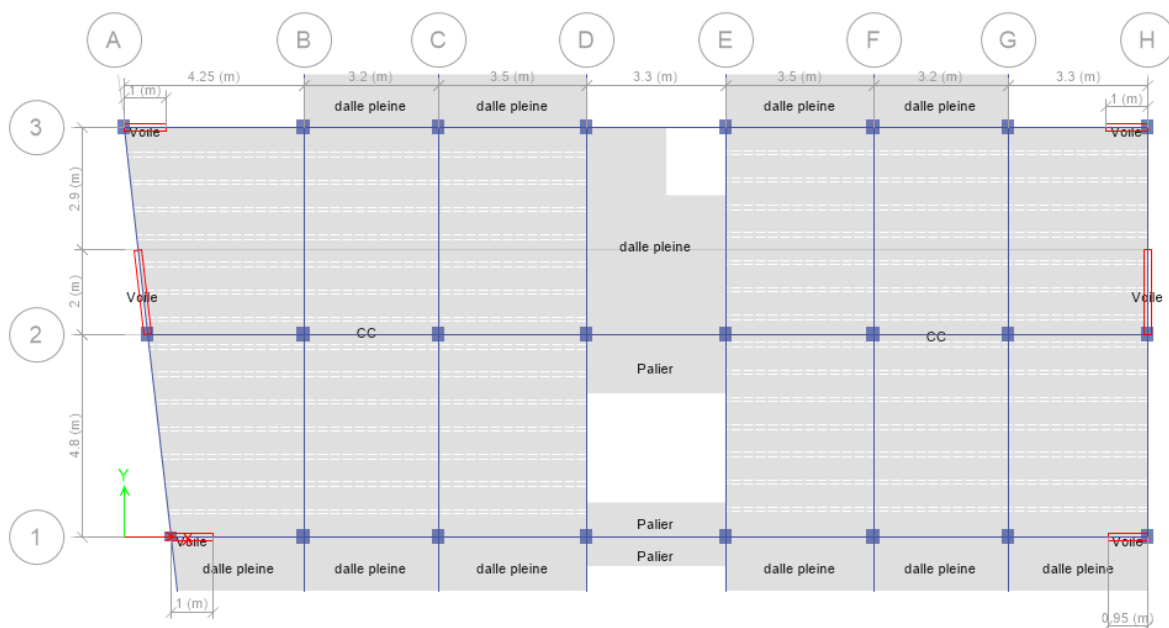 A B C D E F G H
4.25 (m) 3.2 (m) 3.5 (m) 3.3 (m) 3.5 (m) 3.2 (m) 3.3 (m)
1 (m) 1 (m)
dalle pleine dalle pleine dalle pleine dalle pleine
3 Voile Voile
2.9 (m)
dalle pleine
2 (m) Voile Voile
2 CC CC
Palier Palier
4.8 (m)
Y
Palier
1 X Voile Voile
Palier
dalle pleine dalle pleine dalle pleine dalle pleine dalle pleine dalle pleine
1 (m) 0.95 (m)